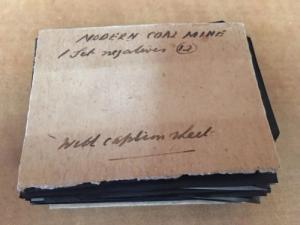 MODERN COAL MINE
1 Set negatives (12)
With caption sheet